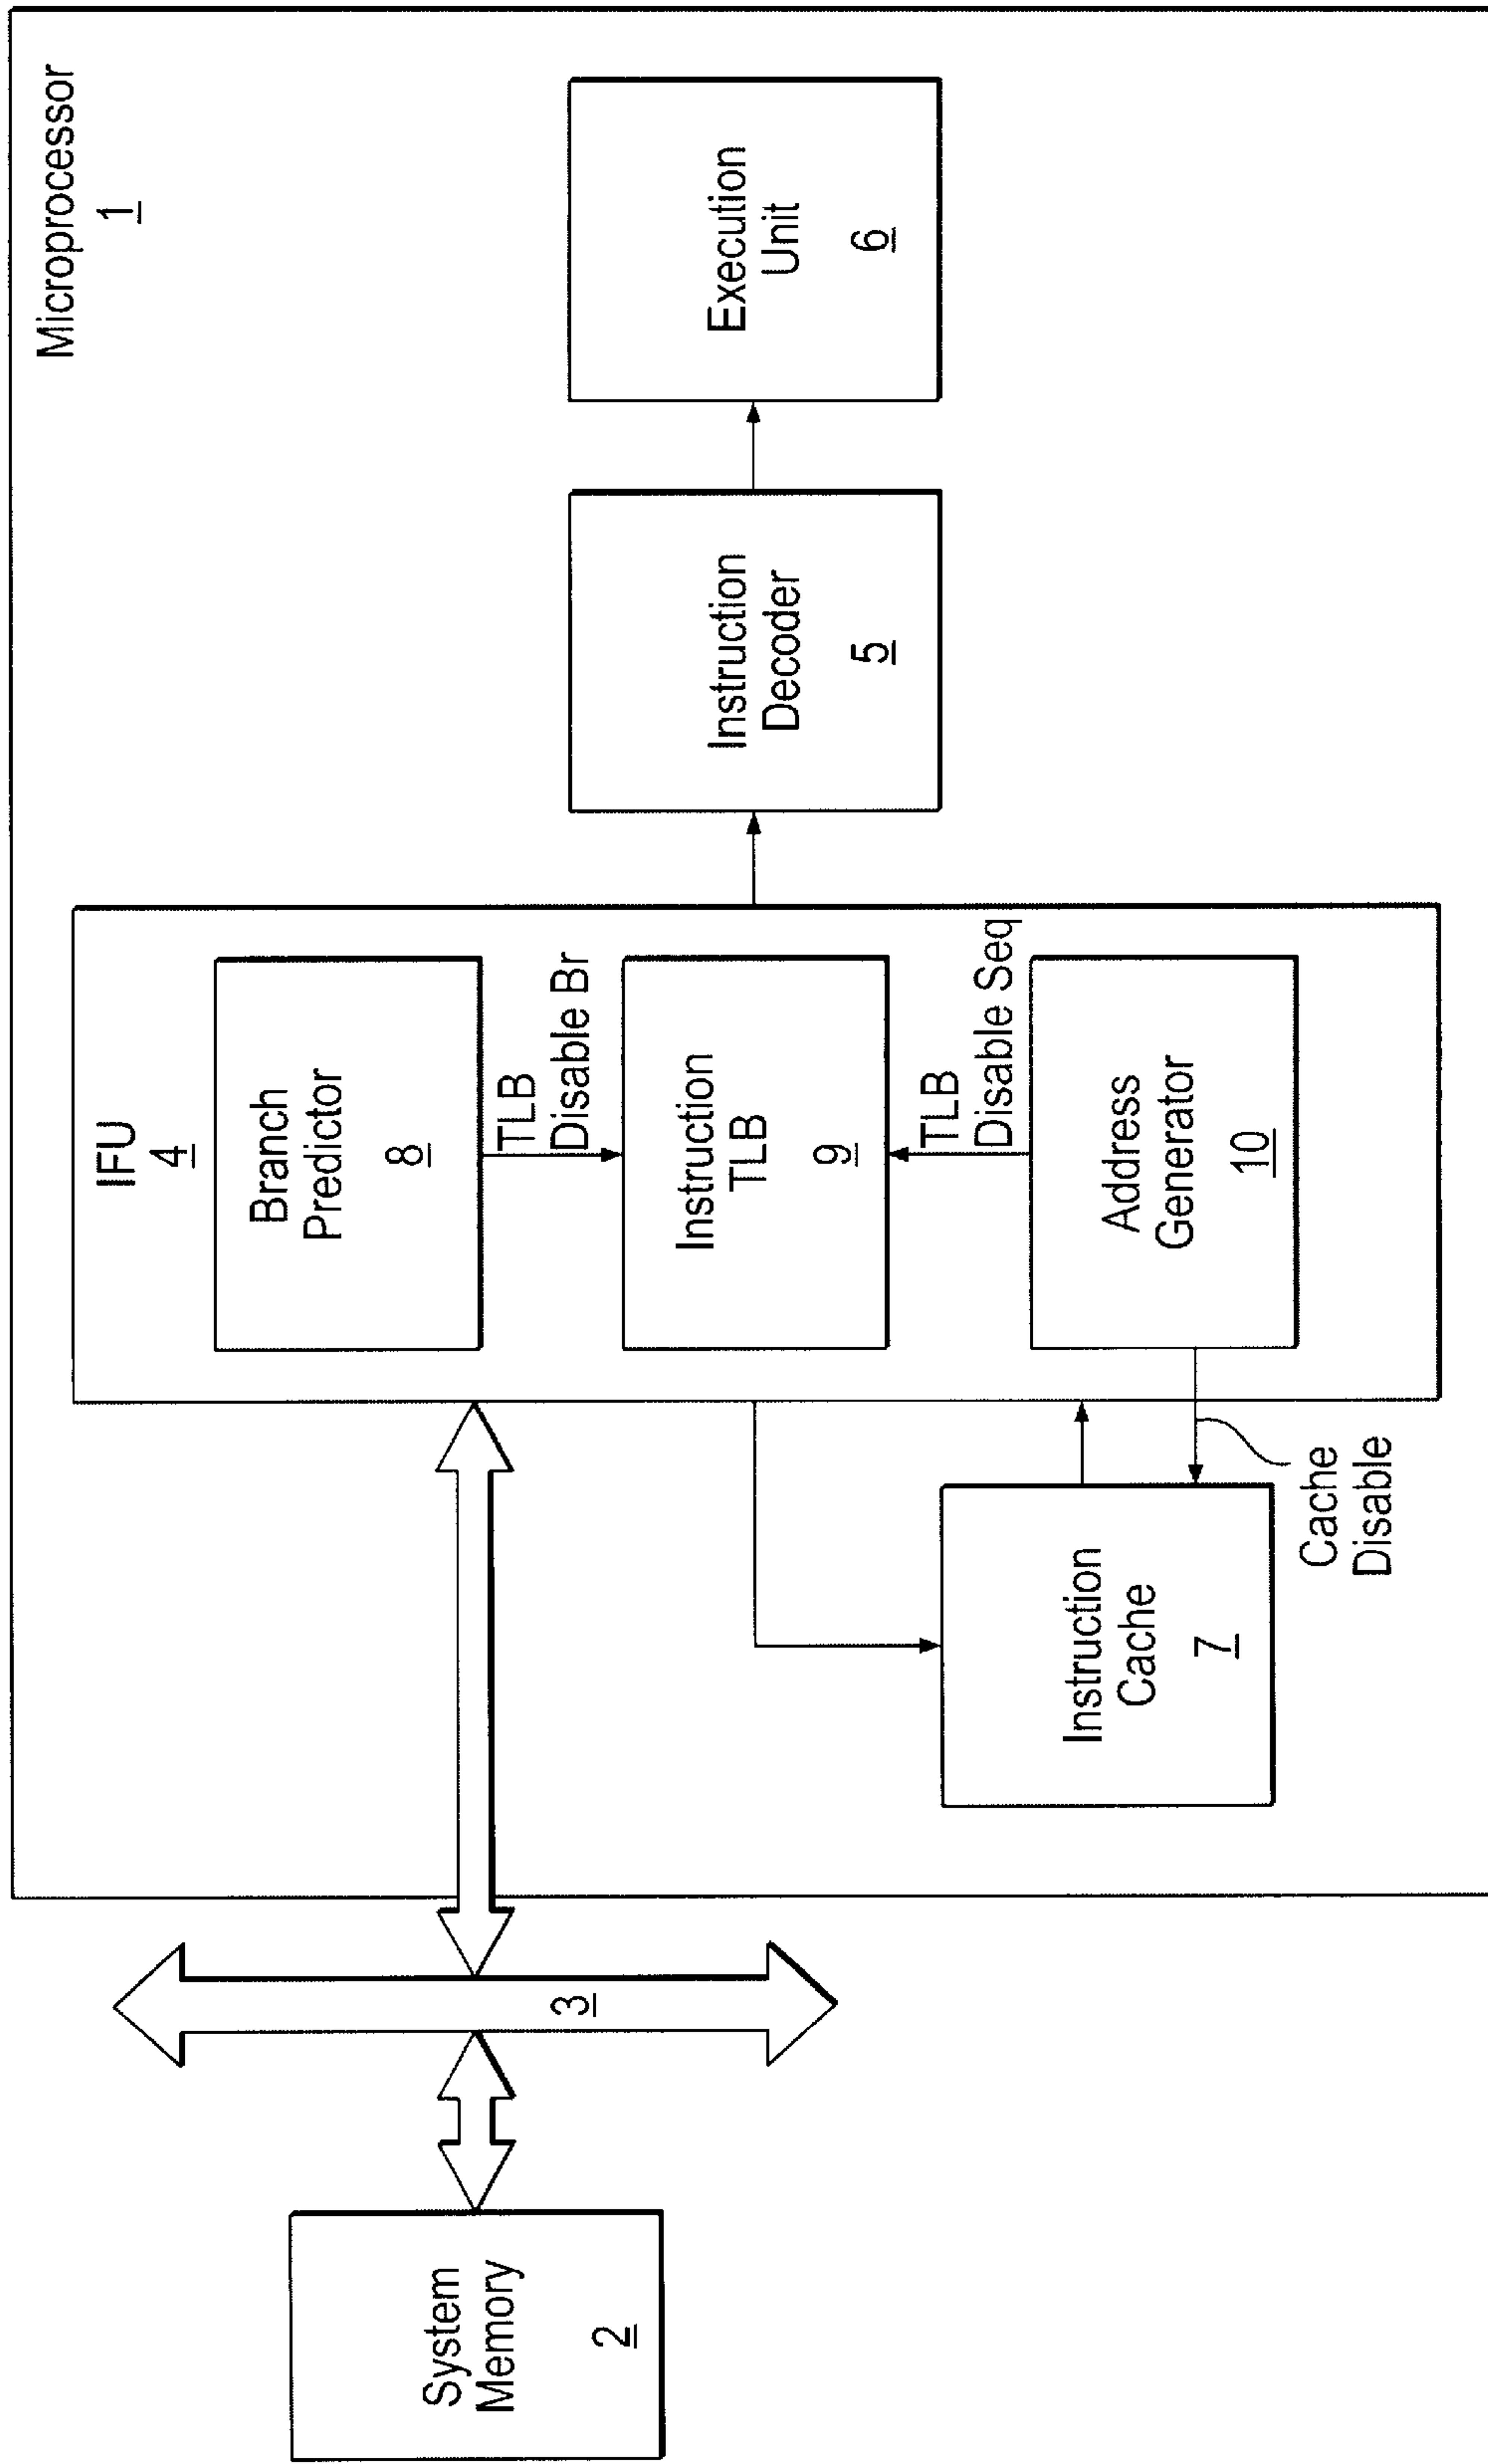 Microprocessor
1
IFU
4
Branch
Predictor
8
TLB
Disable Br
Instruction
TLB
9
TLB
Disable Seq
Address
Generator
10
Instruction
Decoder
5
Execution
Unit
6
Instruction
Cache
7
Cache
Disable
3
System
Memory
2